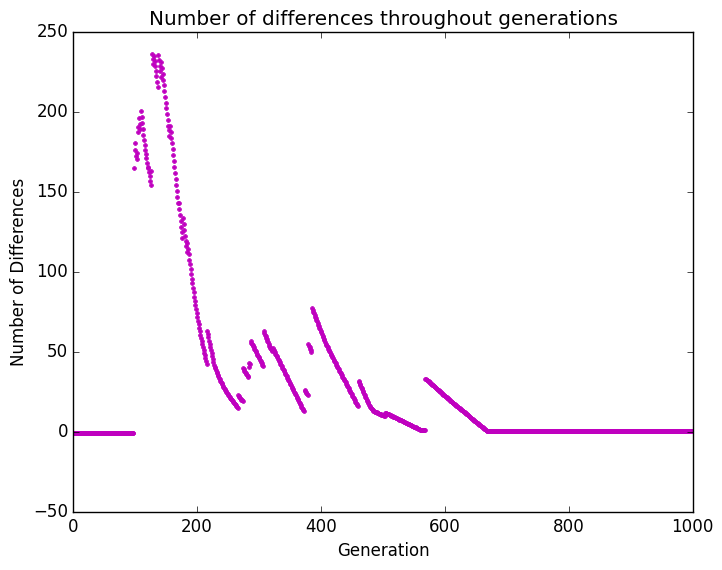 Number of differences throughout generations
250
200
150
100
50
0
−50
0 200 400 600 800 1000
Number of Differences
Generation